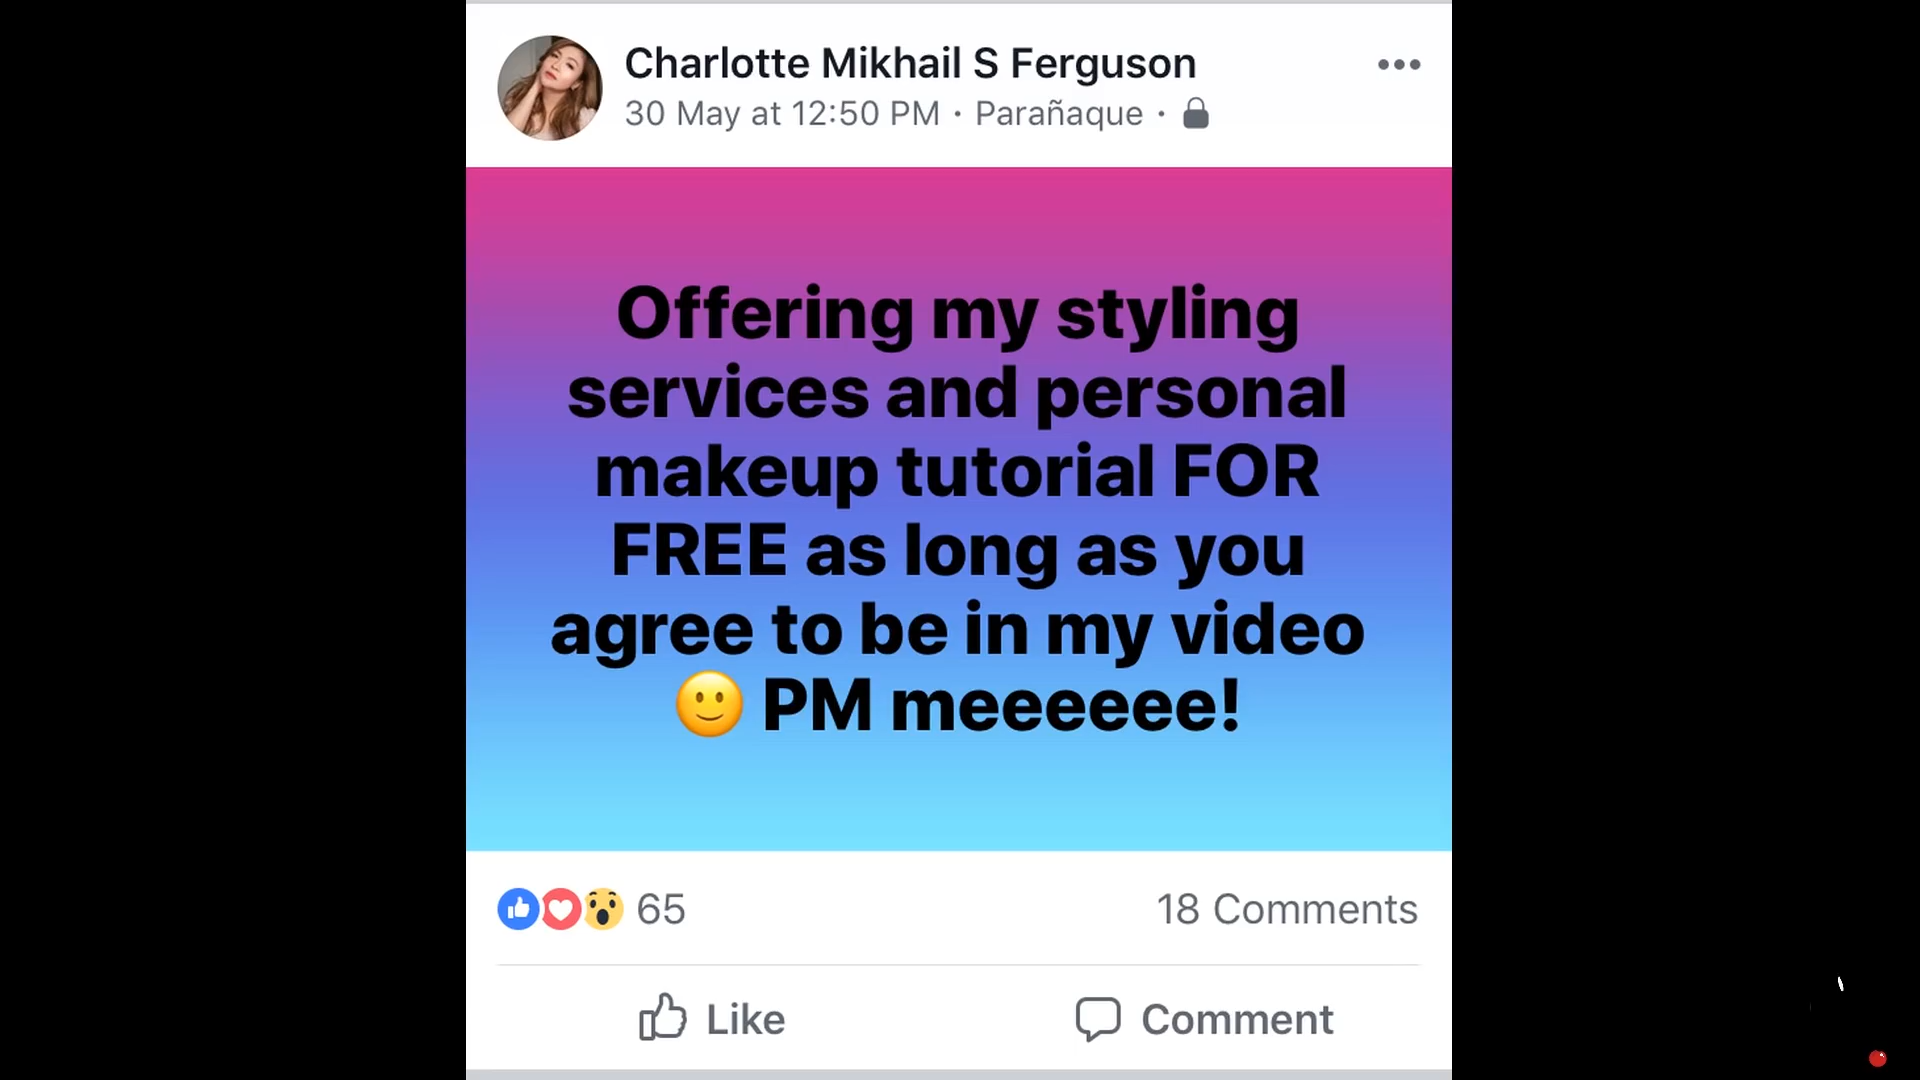 Charlotte Mikhail S Ferguson
30 May at 12:50 PM · Parañaque ·
Offering my styling
services and personal
makeup tutorial FOR
FREE as long as you
agree to be in my video
🙂 PM meeeeee!
65
18 Comments
Like
Comment